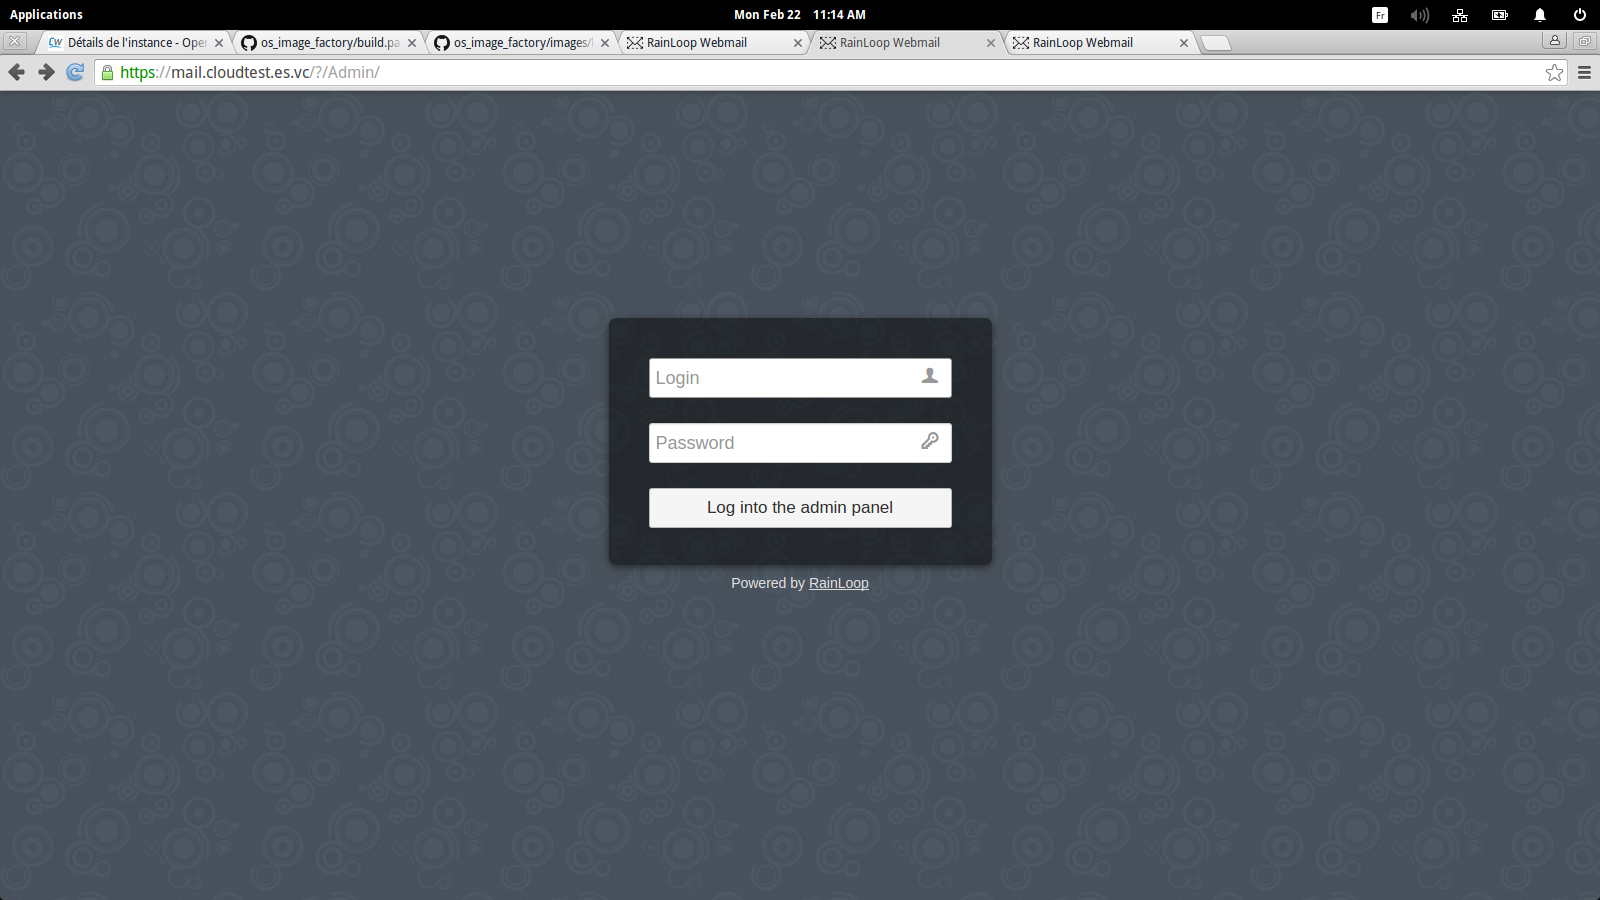 Applications
Mon Feb 22 11:14 AM
Fr
CW Détails de l'instance - Oper
os_image_factory/build.pa
os_image_factory/images/
RainLoop Webmail
RainLoop Webmail
RainLoop Webmail
https://mail.cloudtest.es.vc/?/Admin/
Login
Password
Log into the admin panel
Powered by RainLoop